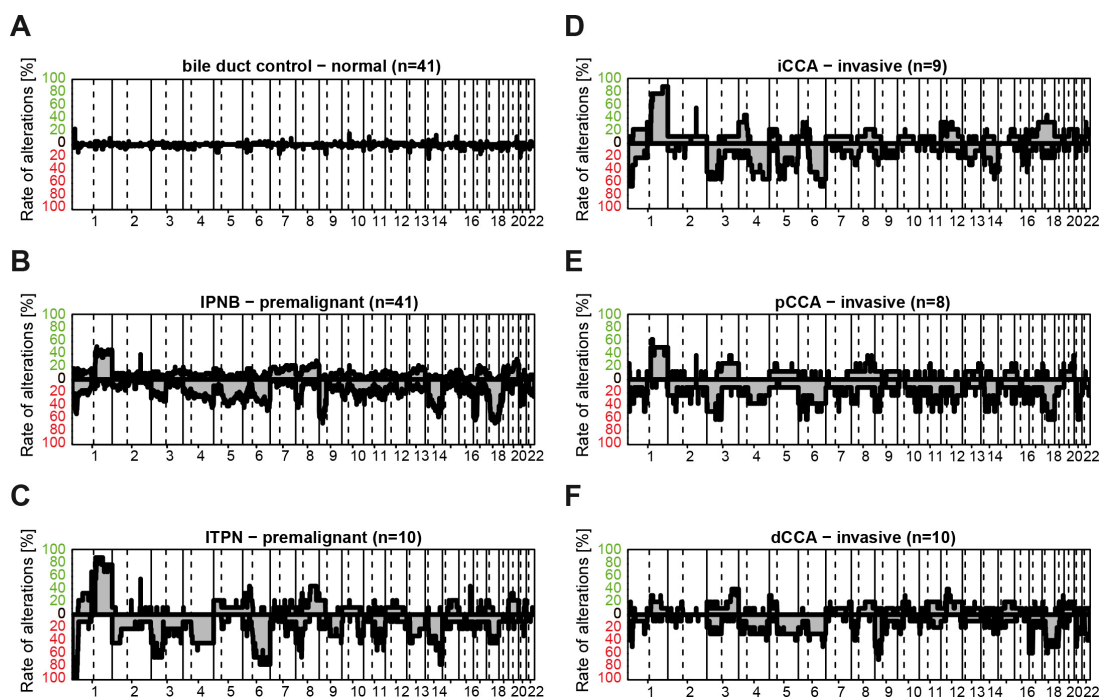 A
bile duct control − normal (n=41)
Rate of alterations [%]
100
80
60
40
20
0
20
40
60
80
100
1 2 3 4 5 6 7 8 9 10 11 12 13 14 16 18 20 22
B
IPNB − premalignant (n=41)
Rate of alterations [%]
100
80
60
40
20
0
20
40
60
80
100
1 2 3 4 5 6 7 8 9 10 11 12 13 14 16 18 20 22
C
ITPN − premalignant (n=10)
Rate of alterations [%]
100
80
60
40
20
0
20
40
60
80
100
1 2 3 4 5 6 7 8 9 10 11 12 13 14 16 18 20 22
D
iCCA − invasive (n=9)
Rate of alterations [%]
100
80
60
40
20
0
20
40
60
80
100
1 2 3 4 5 6 7 8 9 10 11 12 13 14 16 18 20 22
E
pCCA − invasive (n=8)
Rate of alterations [%]
100
80
60
40
20
0
20
40
60
80
100
1 2 3 4 5 6 7 8 9 10 11 12 13 14 16 18 20 22
F
dCCA − invasive (n=10)
Rate of alterations [%]
100
80
60
40
20
0
20
40
60
80
100
1 2 3 4 5 6 7 8 9 10 11 12 13 14 16 18 20 22